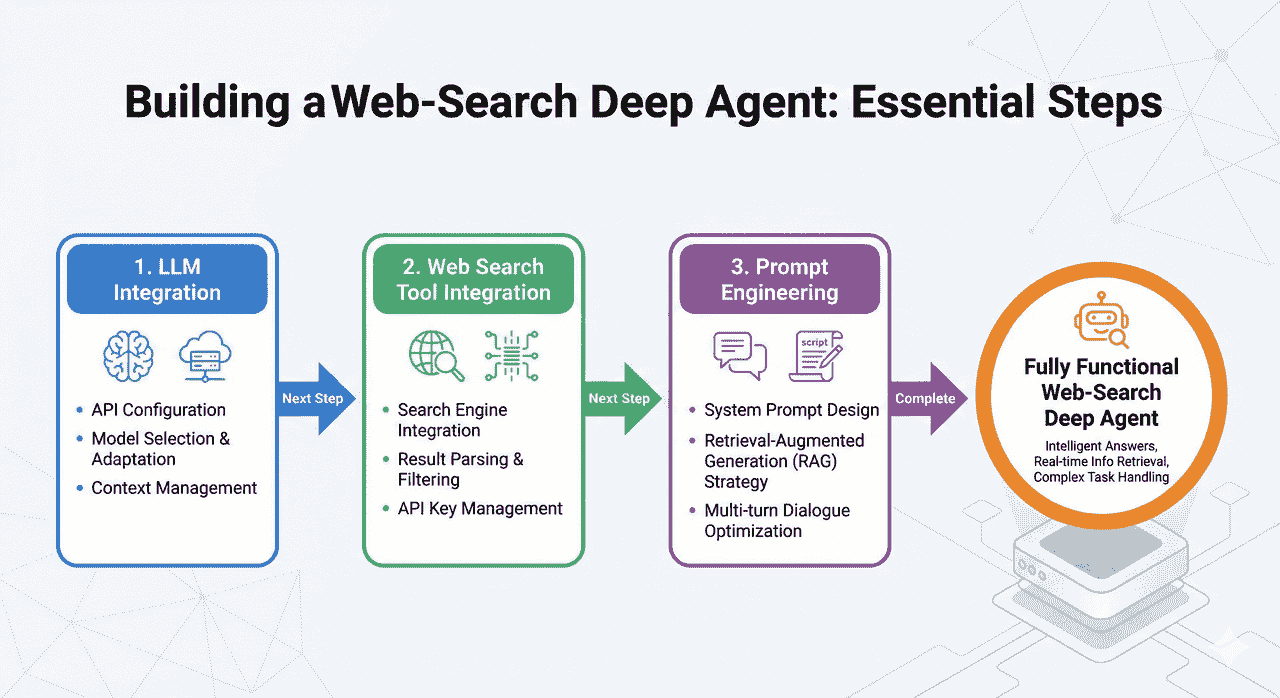 Building a Web-Search Deep Agent: Essential Steps
1. LLM
Integration
• API Configuration
• Model Selection &
Adaptation
• Context Management
Next Step
2. Web Search
Tool Integration
• Search Engine
Integration
• Result Parsing &
Filtering
• API Key Management
Next Step
3. Prompt
Engineering
script
• System Prompt Design
• Retrieval-Augmented
Generation (RAG)
Strategy
• Multi-turn Dialogue
Optimization
Complete
Fully Functional
Web-Search
Deep Agent
Intelligent Answers,
Real-time Info Retrieval,
Complex Task Handling